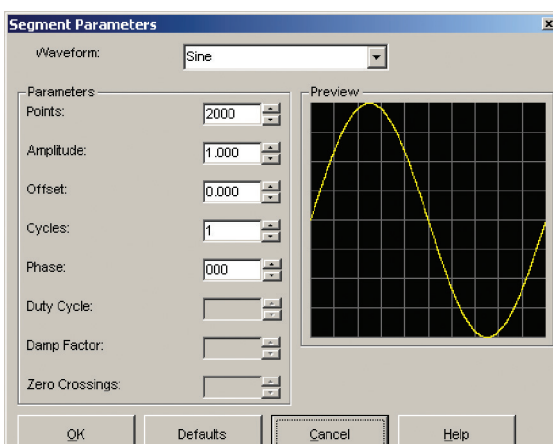 Segment Parameters
Waveform:
Sine
Parameters
Points:
2000
Amplitude:
1.000
Offset:
0.000
Cycles:
1
Phase:
000
Duty Cycle:
Damp Factor:
Zero Crossings:
Preview
OK
Defaults
Cancel
Help